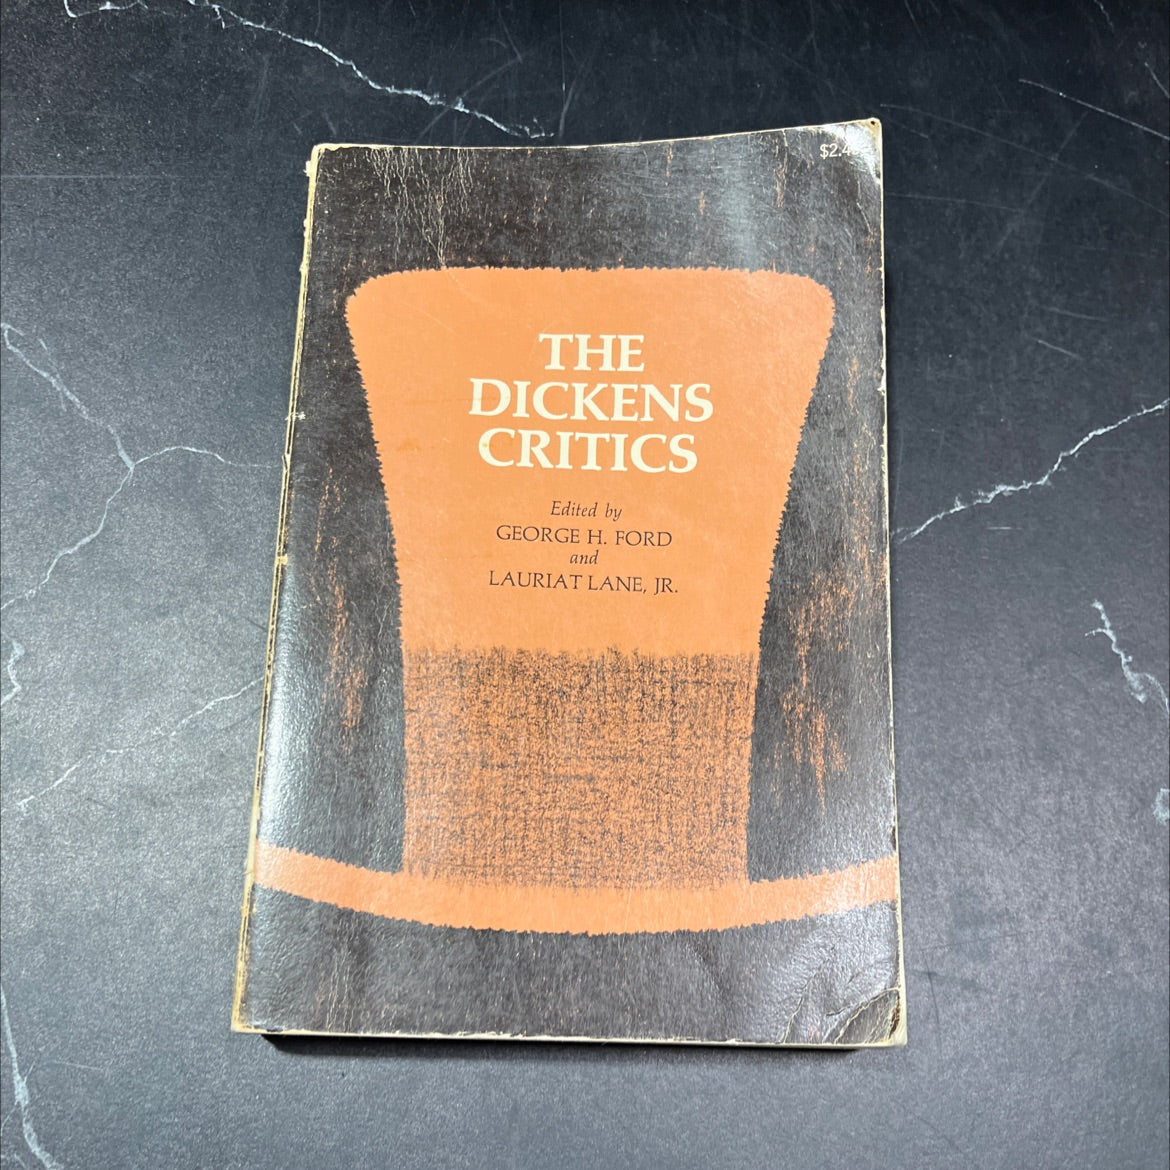 THE
DICKENS
CRITICS
Edited by
GEORGE H. FORD
and
LAURIAT LANE, JR.